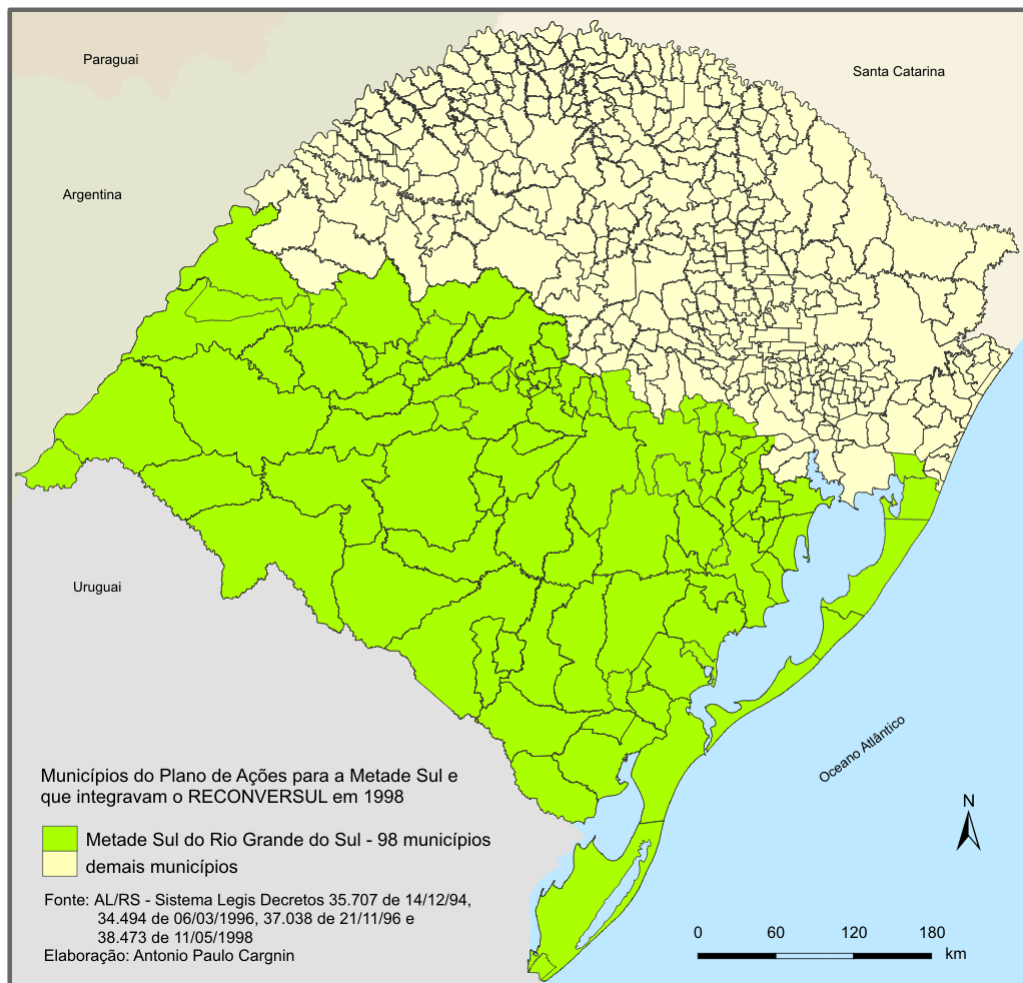 Paraguai
Santa Catarina
Argentina
Uruguai
Oceano Atlântico
Municípios do Plano de Ações para a Metade Sul e
que integravam o RECONVERSUL em 1998
Metade Sul do Rio Grande do Sul - 98 municípios
demais municípios
Fonte: AL/RS - Sistema Legis Decretos 35.707 de 14/12/94,
34.494 de 06/03/1996, 37.038 de 21/11/96 e
38.473 de 11/05/1998
Elaboração: Antonio Paulo Cargnin
N
0 60 120 180
km